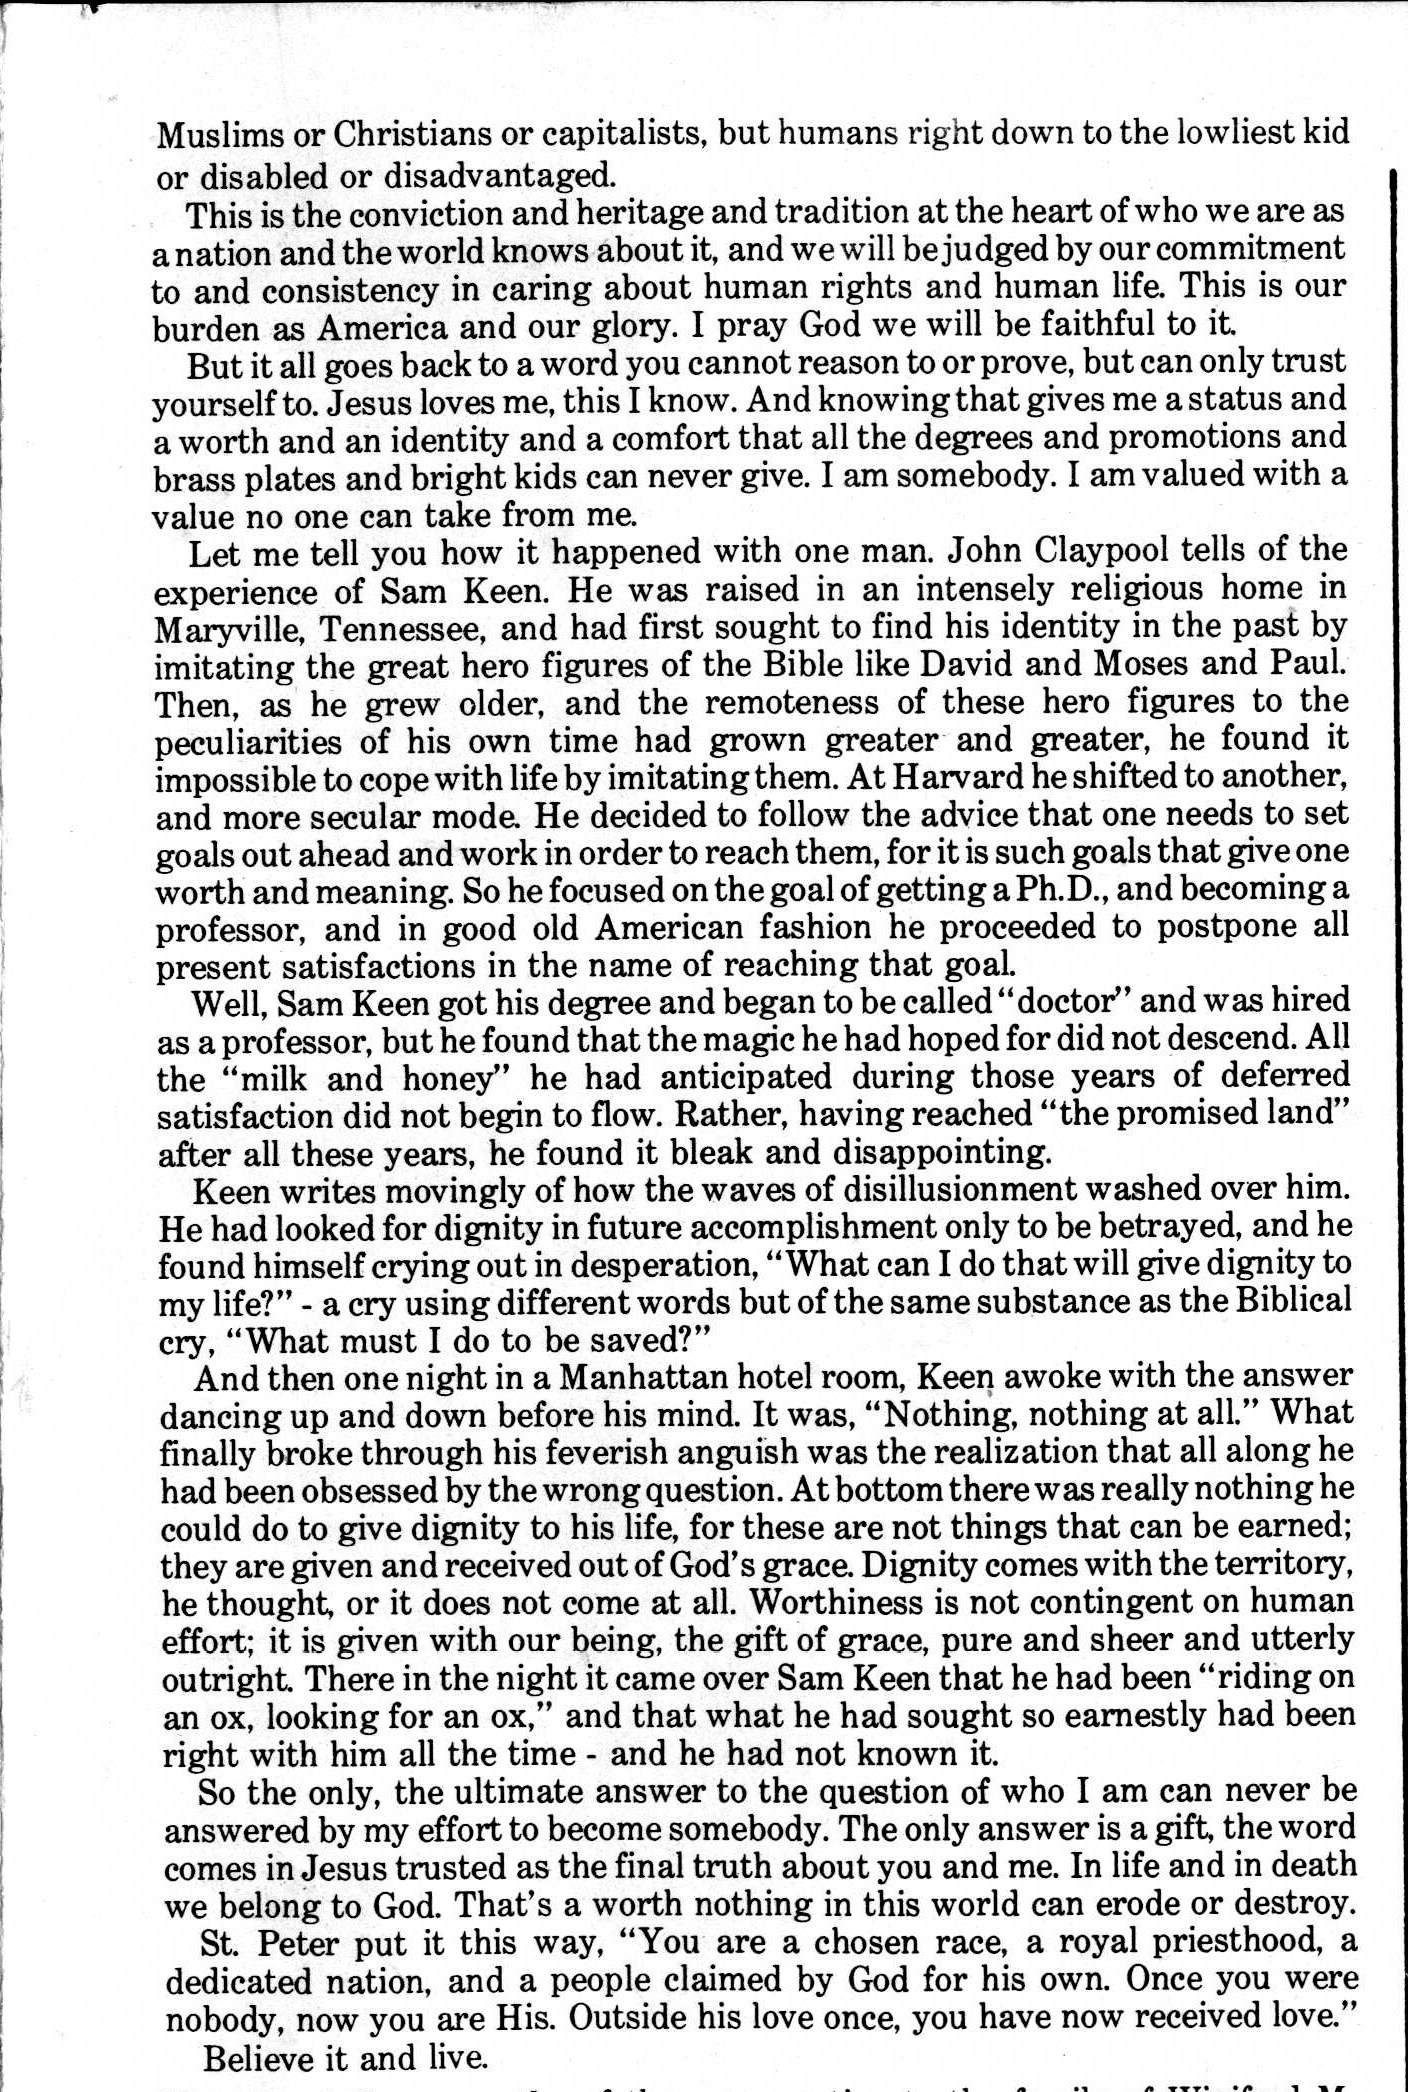 Muslims or Christians or capitalists, but humans right down to the lowliest kid
or disabled or disadvantaged.
This is the conviction and heritage and tradition at the heart of who we are as
a nation and the world knows about it, and we will be judged by our commitment
to and consistency in caring about human rights and human life. This is our
burden as America and our glory. I pray God we will be faithful to it.
But it all goes back to a word you cannot reason to or prove, but can only trust
yourself to. Jesus loves me, this I know. And knowing that gives me a status and
a worth and an identity and a comfort that all the degrees and promotions and
brass plates and bright kids can never give. I am somebody. I am valued with a
value no one can take from me.
Let me tell you how it happened with one man. John Claypool tells of the
experience of Sam Keen. He was raised in an intensely religious home in
Maryville, Tennessee, and had first sought to find his identity in the past by
imitating the great hero figures of the Bible like David and Moses and Paul.
Then, as he grew older, and the remoteness of these hero figures to the
peculiarities of his own time had grown greater and greater, he found it
impossible to cope with life by imitating them. At Harvard he shifted to another,
and more secular mode. He decided to follow the advice that one needs to set
goals out ahead and work in order to reach them, for it is such goals that give one
worth and meaning. So he focused on the goal of getting a Ph.D., and becoming a
professor, and in good old American fashion he proceeded to postpone all
present satisfactions in the name of reaching that goal.
Well, Sam Keen got his degree and began to be called "doctor" and was hired
as a professor, but he found that the magic he had hoped for did not descend. All
the "milk and honey" he had anticipated during those years of deferred
satisfaction did not begin to flow. Rather, having reached "the promised land"
after all these years, he found it bleak and disappointing.
Keen writes movingly of how the waves of disillusionment washed over him.
He had looked for dignity in future accomplishment only to be betrayed, and he
found himself crying out in desperation, "What can I do that will give dignity to
my life?" - a cry using different words but of the same substance as the Biblical
cry, "What must I do to be saved?"
And then one night in a Manhattan hotel room, Keen awoke with the answer
dancing up and down before his mind. It was, "Nothing, nothing at all." What
finally broke through his feverish anguish was the realization that all along he
had been obsessed by the wrong question. At bottom there was really nothing he
could do to give dignity to his life, for these are not things that can be earned;
they are given and received out of God's grace. Dignity comes with the territory,
he thought, or it does not come at all. Worthiness is not contingent on human
effort; it is given with our being, the gift of grace, pure and sheer and utterly
outright. There in the night it came over Sam Keen that he had been "riding on
an ox, looking for an ox," and that what he had sought so earnestly had been
right with him all the time - and he had not known it.
So the only, the ultimate answer to the question of who I am can never be
answered by my effort to become somebody. The only answer is a gift, the word
comes in Jesus trusted as the final truth about you and me. In life and in death
we belong to God. That's a worth nothing in this world can erode or destroy.
St. Peter put it this way, "You are a chosen race, a royal priesthood, a
dedicated nation, and a people claimed by God for his own. Once you were
nobody, now you are His. Outside his love once, you have now received love."
Believe it and live.